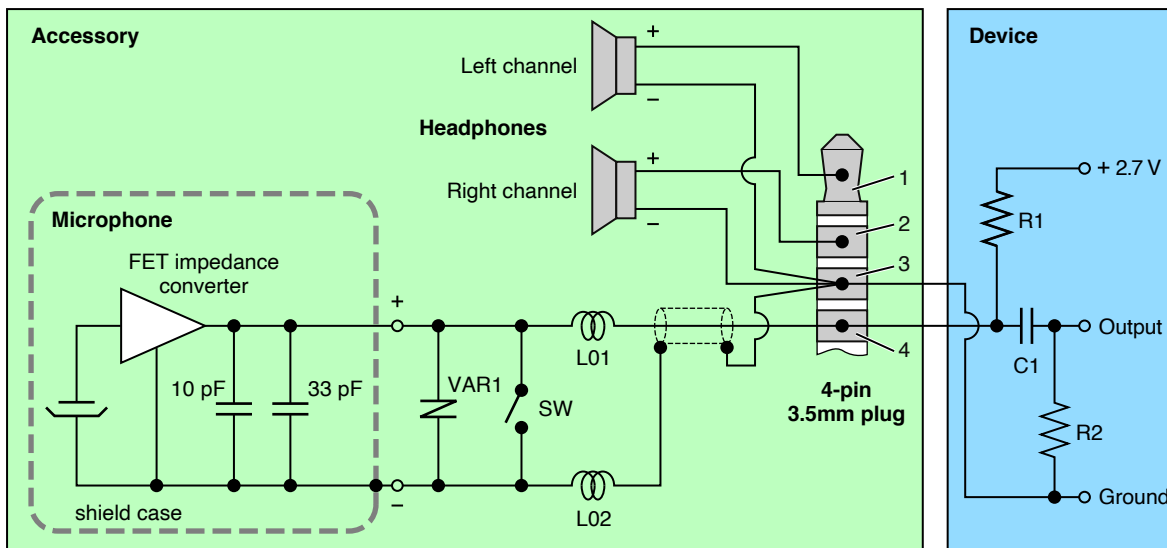 Accessory
Device
Left channel
+
−
Headphones
Right channel
+
−
1
2
3
4
4-pin
3.5mm plug
Microphone
FET impedance
converter
10 pF
33 pF
shield case
+
−
VAR1
SW
L01
L02
+ 2.7 V
R1
C1
Output
R2
Ground